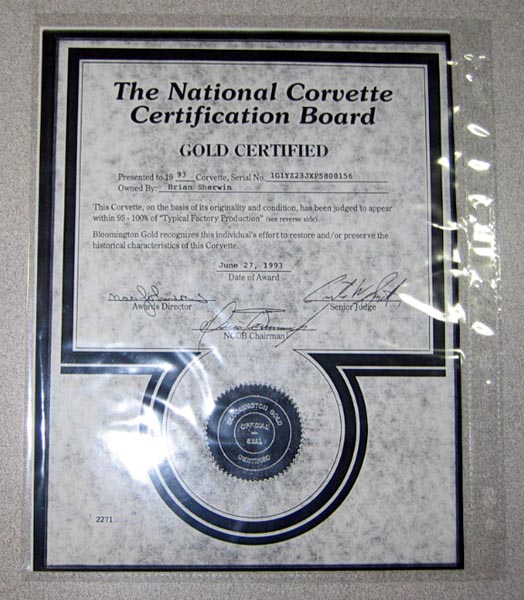 The National Corvette
Certification Board
GOLD CERTIFIED
Presented to 19 93 Corvette, Serial No. 1G1YZ23JXP5800156
Owned By Brian Sherwin
This Corvette, on the basis of its originality and condition, has been judged to appear
within 95 - 100% of "Typical Factory Production" (see reverse side).
Bloomington Gold recognizes this individual's effort to restore and/or preserve the
historical characteristics of this Corvette.
June 27, 1993
Date of Award
Awards Director
Senior Judge
NCCB Chairman
BLOOMINGTON GOLD
OFFICIAL
SEAL
CERTIFIED
2271